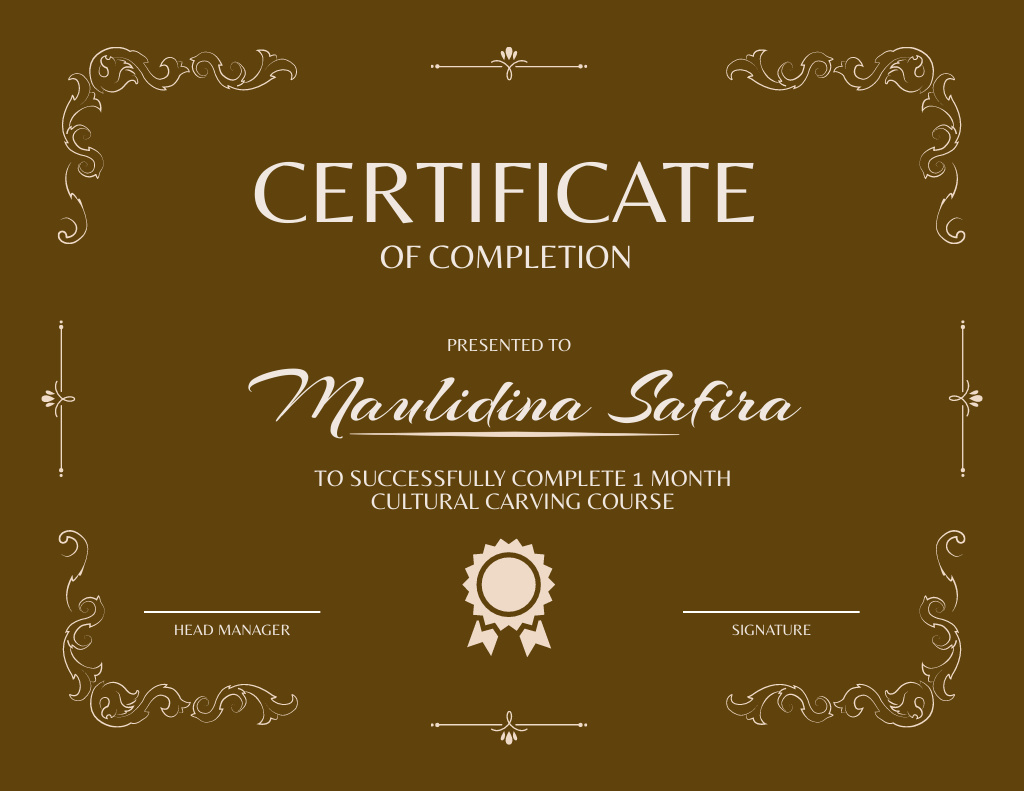 CERTIFICATE
OF COMPLETION
PRESENTED TO
Maulidina Safira
TO SUCCESSFULLY COMPLETE 1 MONTH
CULTURAL CARVING COURSE
HEAD MANAGER
SIGNATURE